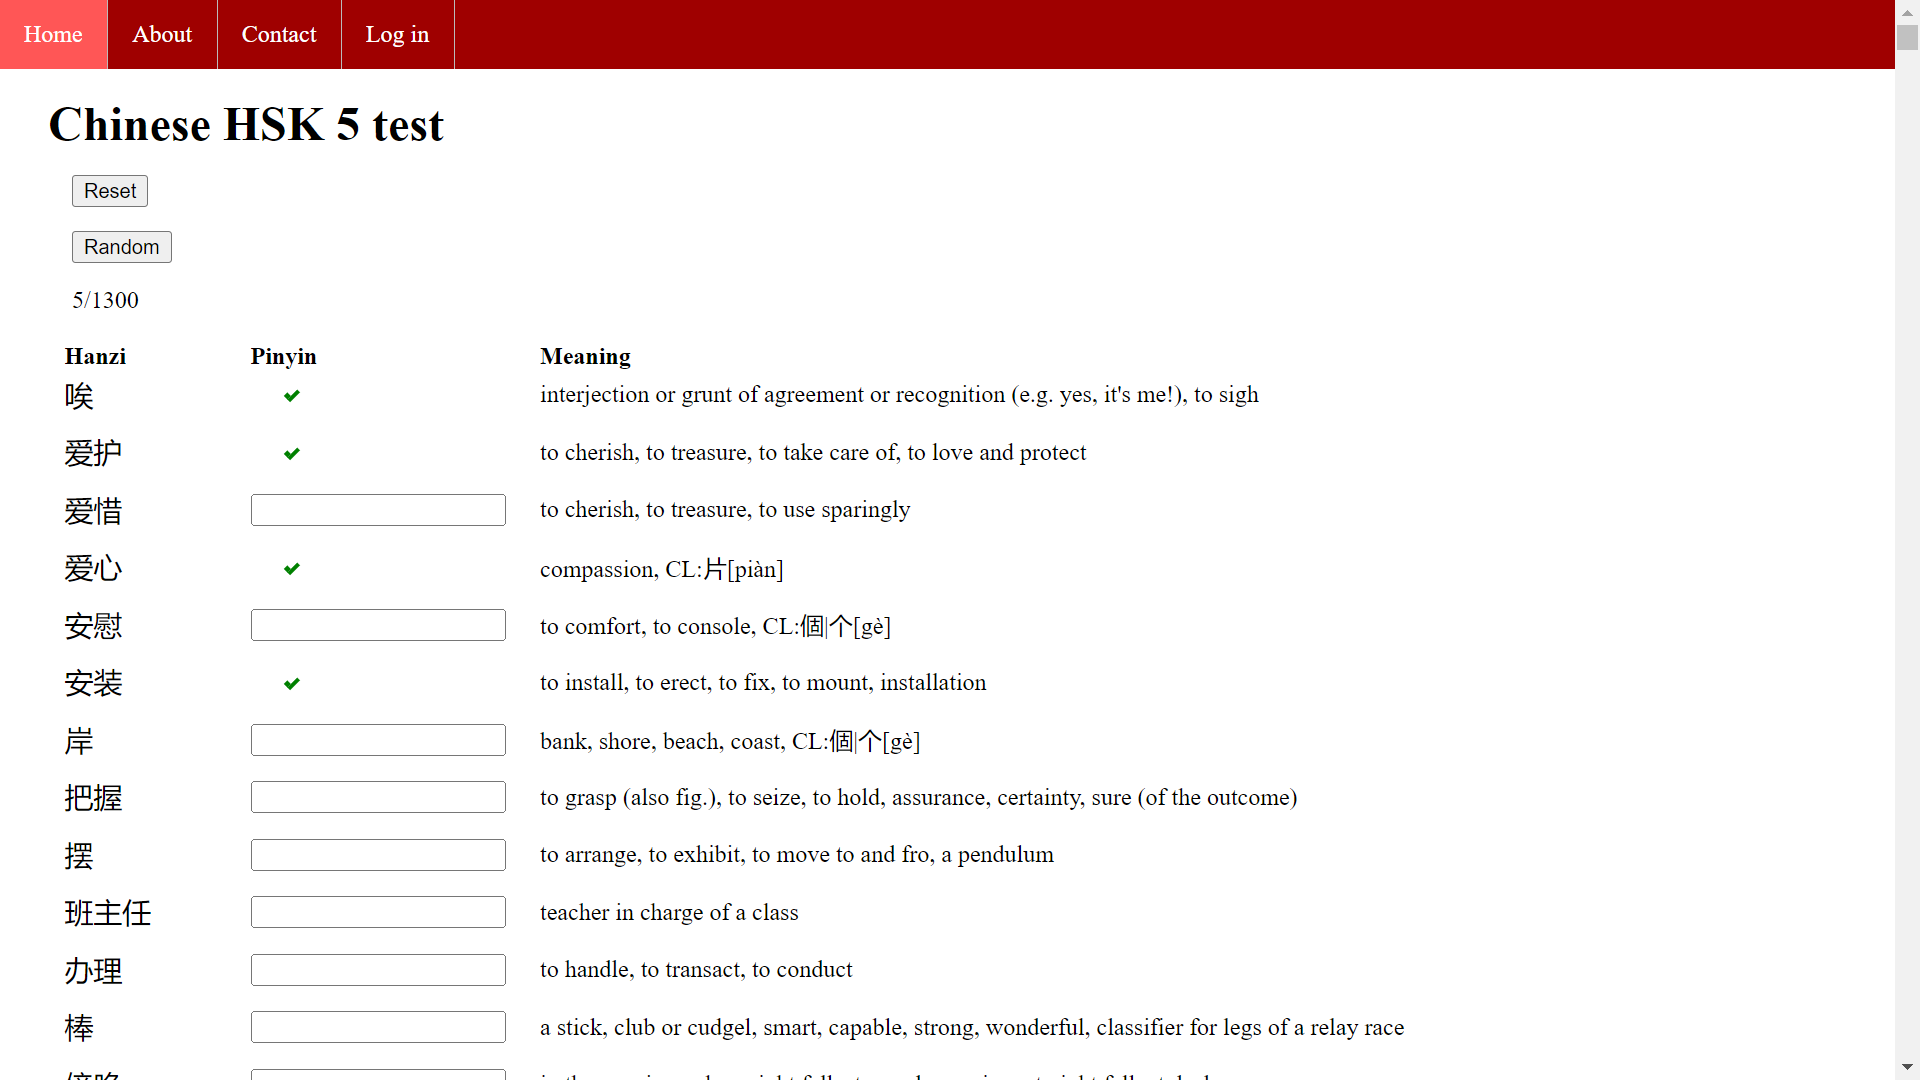 Home About Contact Log in
Chinese HSK 5 test
Reset
Random
5/1300
Hanzi Pinyin Meaning
唉 interjection or grunt of agreement or recognition (e.g. yes, it's me!), to sigh
爱护 to cherish, to treasure, to take care of, to love and protect
爱惜 to cherish, to treasure, to use sparingly
爱心 compassion, CL:片[piàn]
安慰 to comfort, to console, CL:個|个[gè]
安装 to install, to erect, to fix, to mount, installation
岸 bank, shore, beach, coast, CL:個|个[gè]
把握 to grasp (also fig.), to seize, to hold, assurance, certainty, sure (of the outcome)
摆 to arrange, to exhibit, to move to and fro, a pendulum
班主任 teacher in charge of a class
办理 to handle, to transact, to conduct
棒 a stick, club or cudgel, smart, capable, strong, wonderful, classifier for legs of a relay race